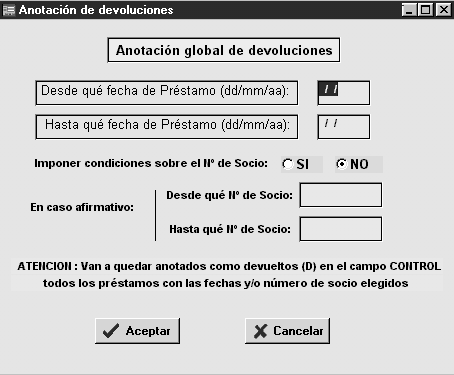 Anotación de devoluciones
Anotación global de devoluciones
Desde qué fecha de Préstamo (dd/mm/aa): / /
Hasta qué fecha de Préstamo (dd/mm/aa): / /
Imponer condiciones sobre el Nº de Socio: SI NO
Desde qué Nº de Socio:
En caso afirmativo:
Hasta qué Nº de Socio:
ATENCION : Van a quedar anotados como devueltos (D) en el campo CONTROL
todos los préstamos con las fechas y/o número de socio elegidos
Aceptar Cancelar